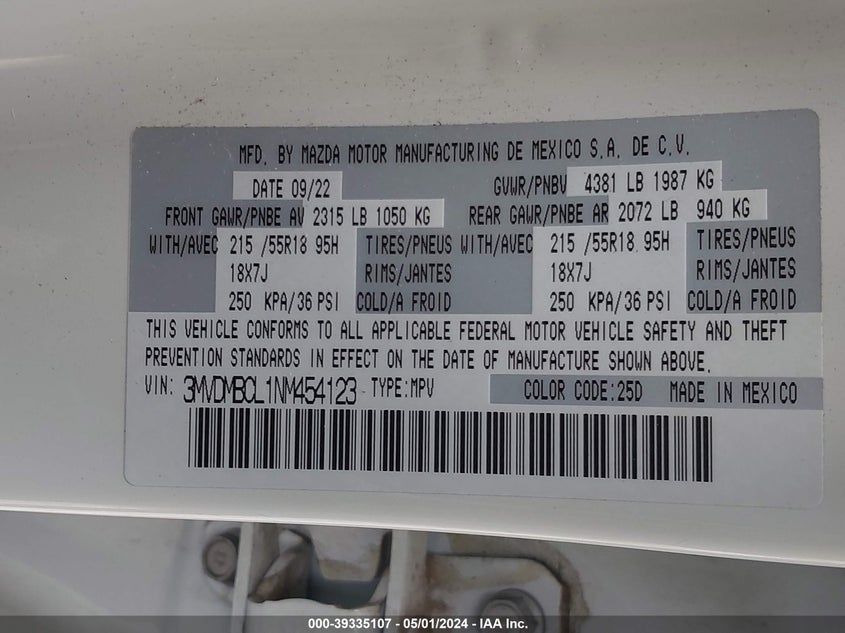 MFD. BY MAZDA MOTOR MANUFACTURING DE MEXICO S.A. DE C.V.
DATE 09/22 GVWR/PNBV 4381 LB 1987 KG
FRONT GAWR/PNBE AV 2315 LB 1050 KG REAR GAWR/PNBE AR 2072 LB 940 KG
WITH/AVEC 215 /55R18 95H TIRES/PNEUS WITH/AVEC 215 /55R18 95H TIRES/PNEUS
18X7J RIMS/JANTES 18X7J RIMS/JANTES
250 KPA/36 PSI COLD/A FROID 250 KPA/36 PSI COLD/A FROID
THIS VEHICLE CONFORMS TO ALL APPLICABLE FEDERAL MOTOR VEHICLE SAFETY AND THEFT
PREVENTION STANDARDS IN EFFECT ON THE DATE OF MANUFACTURE SHOWN ABOVE.
VIN: 3MVDMBCL1NM454123 TYPE:MPV COLOR CODE:25D MADE IN MEXICO
000-39335107 - 05/01/2024 - IAA Inc.